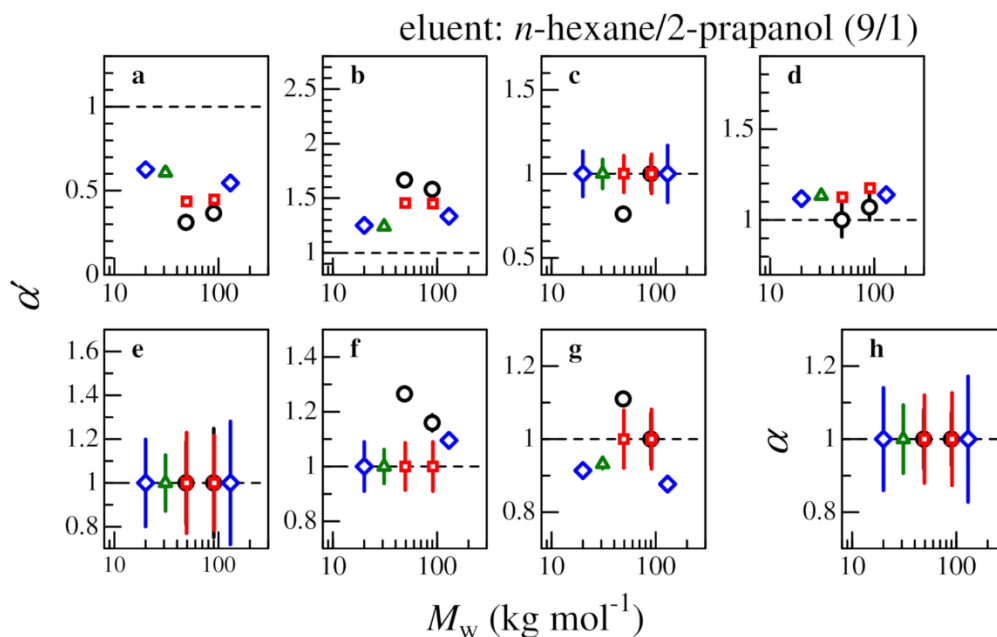 eluent: n-hexane/2-prapanol (9/1)
a b c d
1 2.5 1.5 1.5
2
0.5 1.5 1 1
0 1 0.5
10 100 10 100 10 100 10 100
α'
e f g h
1.6 1.4 1.2 1.2
1.4 1.2
1.2 1 1 1
1
0.8 0.8 0.8 0.8
10 100 10 100 10 100 10 100
α
Mw (kg mol-1)